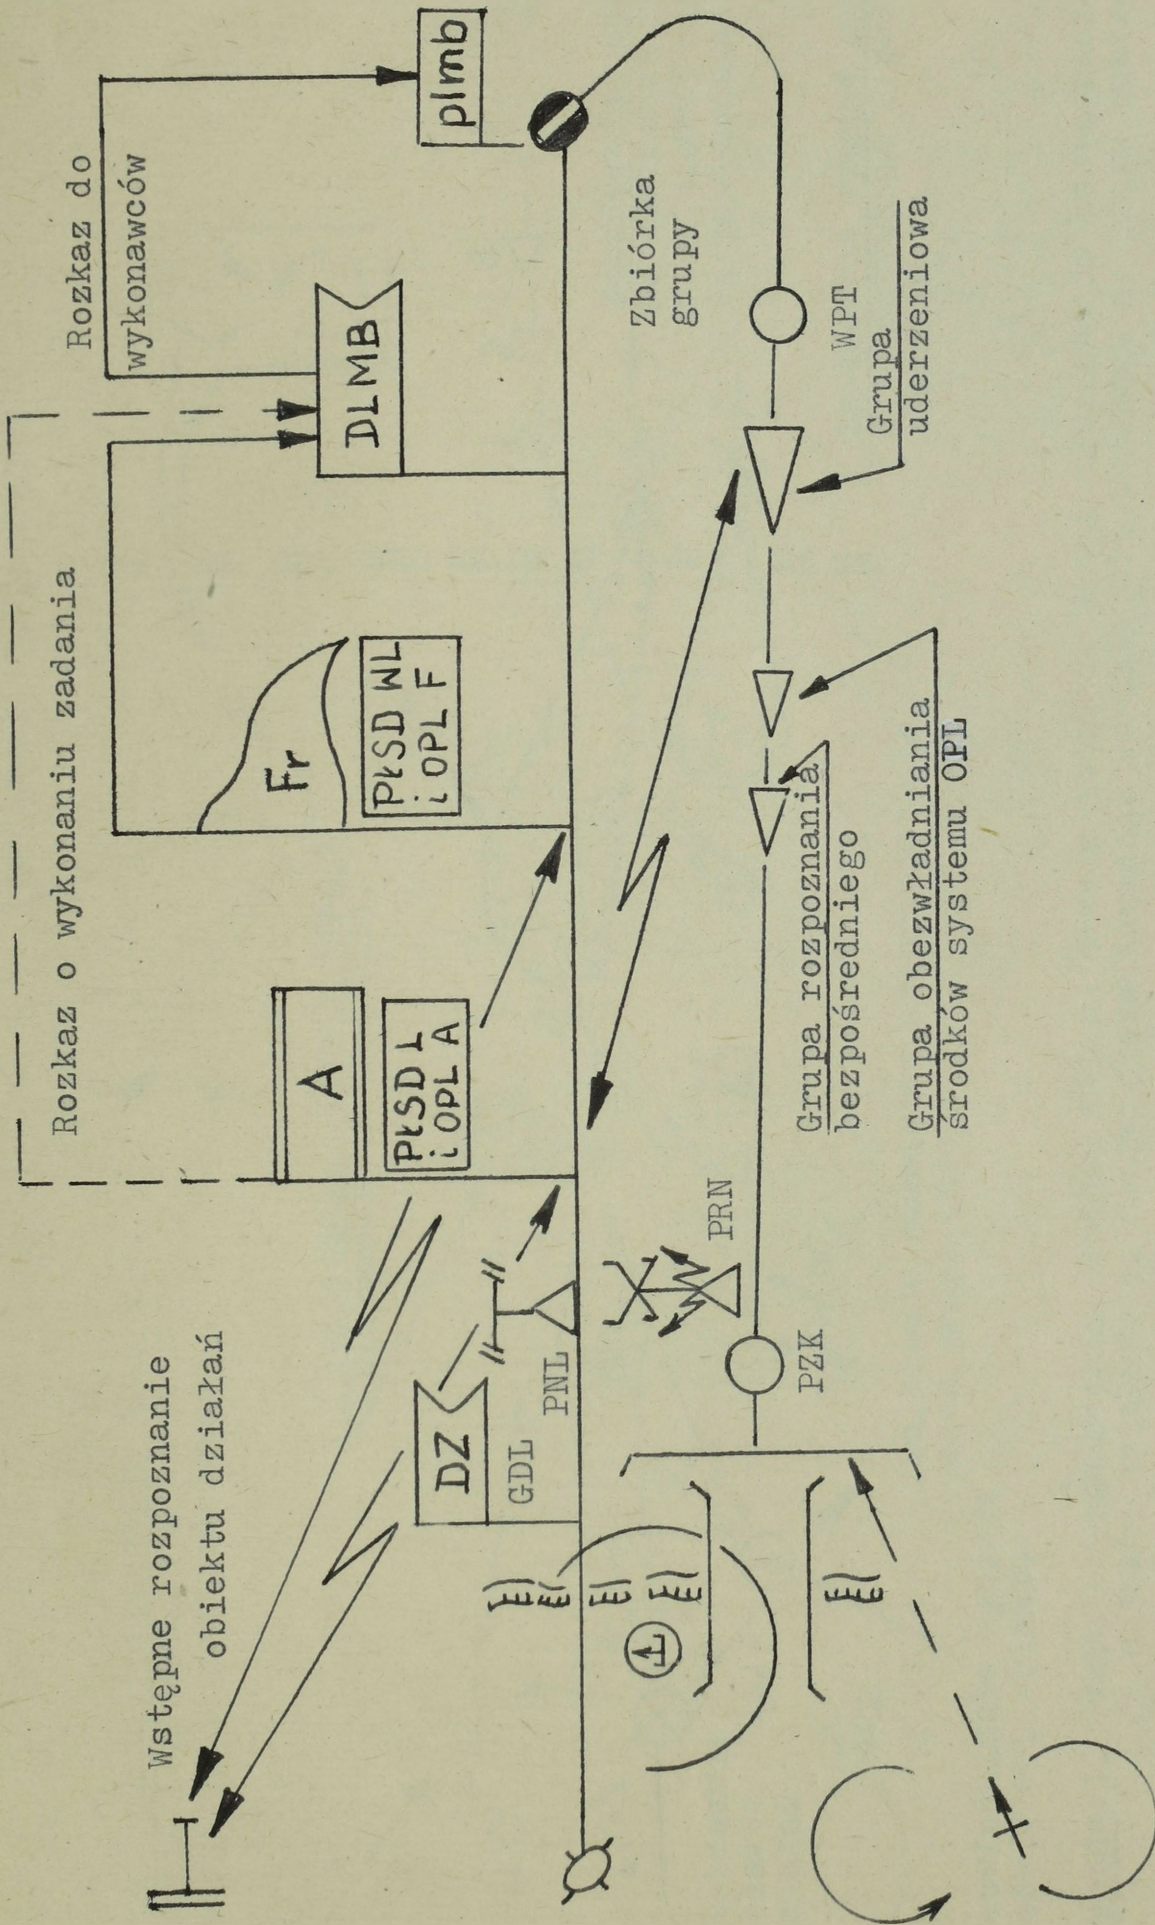 Rozkaz o wykonaniu zadania
Rozkaz do
wykonawców
Wstępne rozpoznanie
obiektu działań
A
PŁSD L
i OPL A
Fr
PŁSD WL
i OPL F
DLMB
plmb
DZ
GDL
PNL
PRN
PZK
Zbiórka
grupy
WPT
Grupa
uderzeniowa
Grupa rozpoznania
bezpośredniego
Grupa obezwładniania
środków systemu OPL